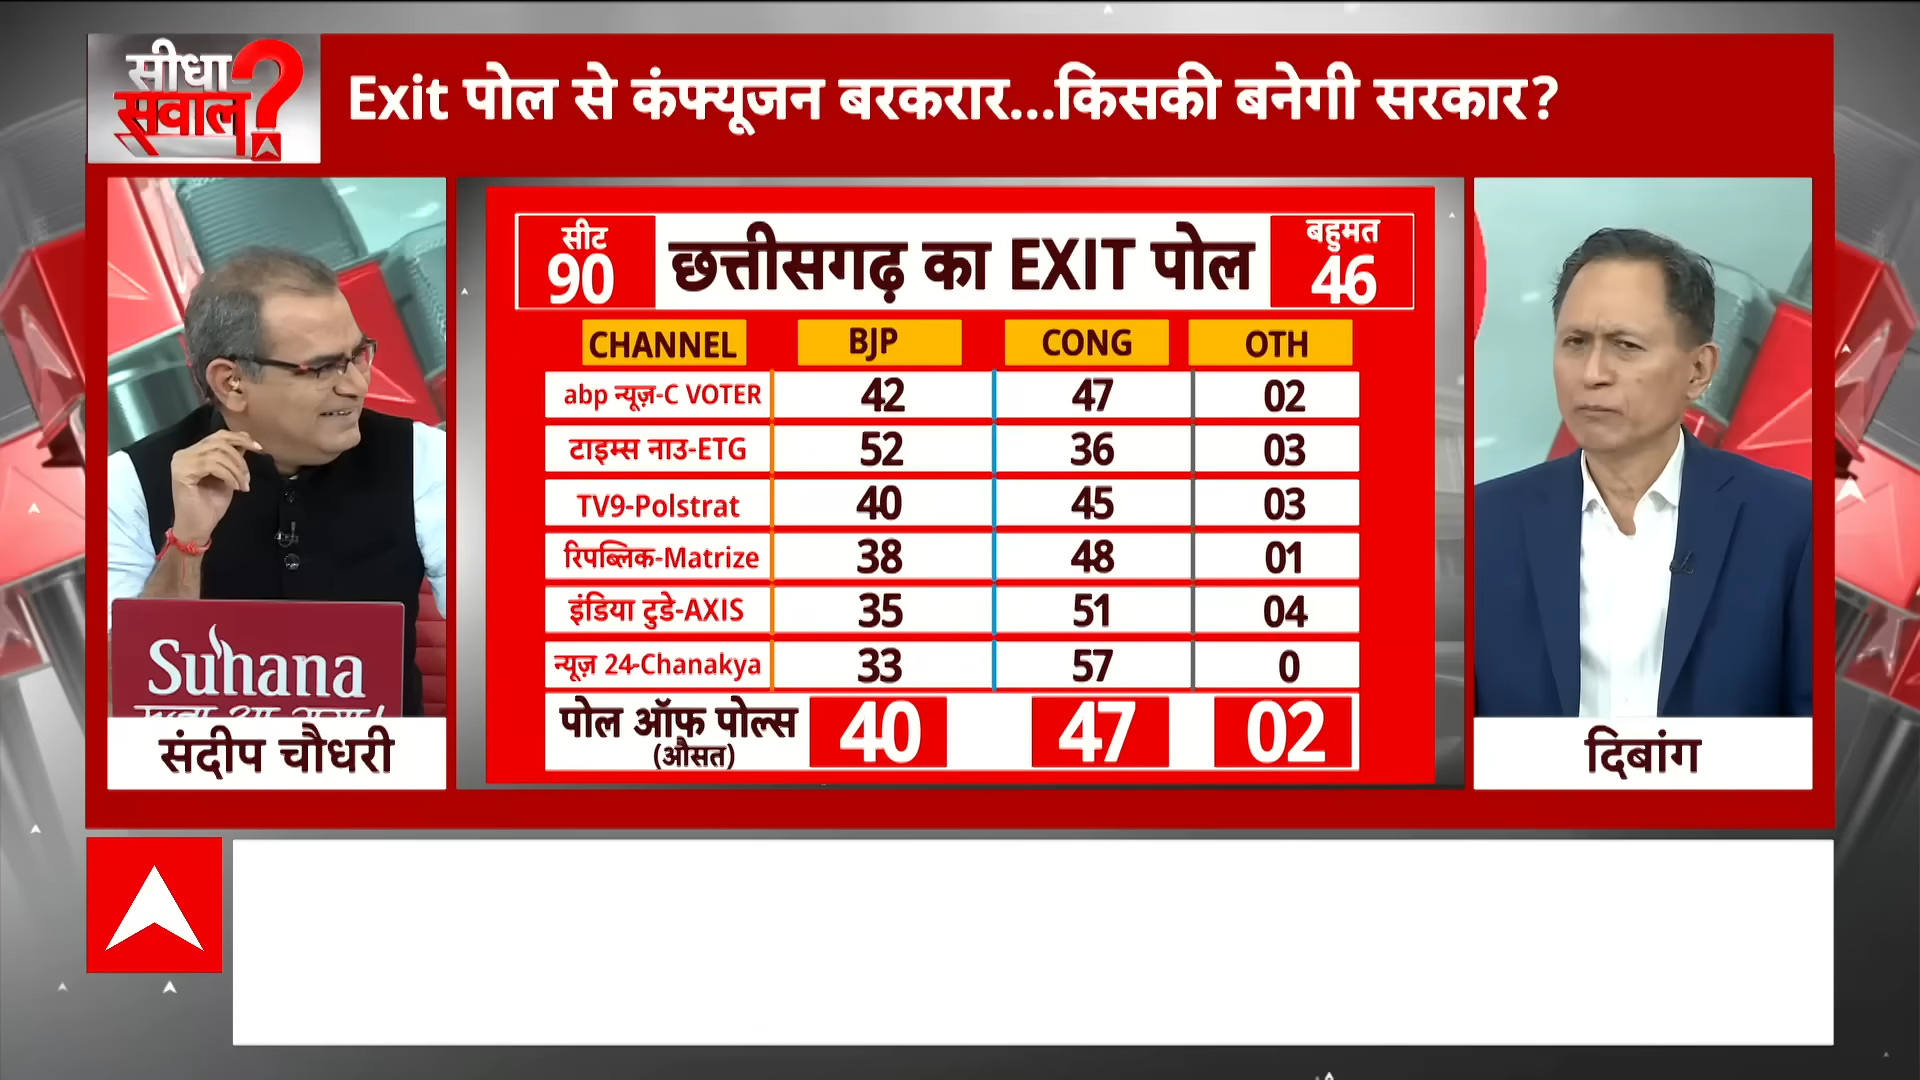 सीधा
सवाल?
Exit पोल से कंफ्यूजन बरकरार...किसकी बनेगी सरकार?
सीट
90
छत्तीसगढ़ का EXIT पोल
बहुमत
46
CHANNEL BJP CONG OTH
abp न्यूज़-C VOTER 42 47 02
टाइम्स नाउ-ETG 52 36 03
TV9-Polstrat 40 45 03
रिपब्लिक-Matrize 38 48 01
इंडिया टुडे-AXIS 35 51 04
न्यूज़ 24-Chanakya 33 57 0
पोल ऑफ पोल्स
(औसत)
40 47 02
Suhana
संदीप चौधरी
दिबांग